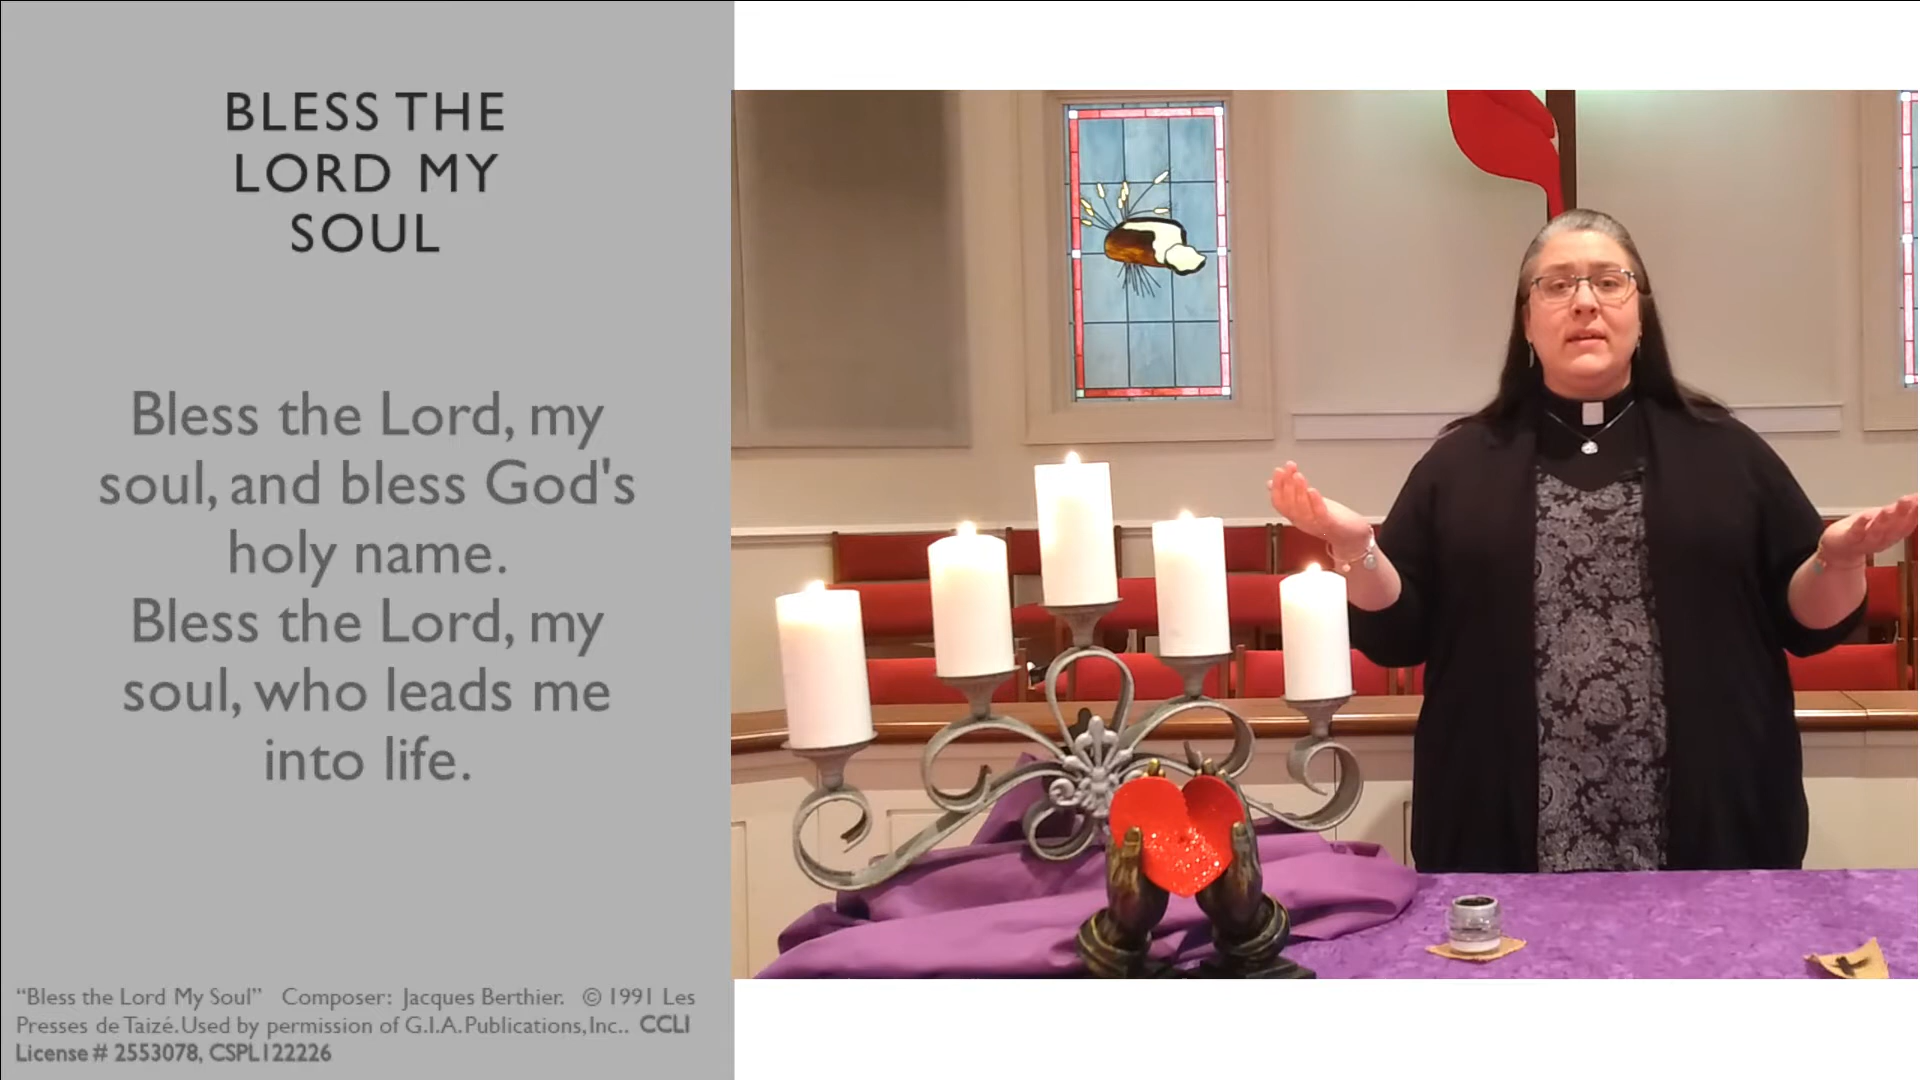 BLESS THE
LORD MY
SOUL
Bless the Lord, my
soul, and bless God's
holy name.
Bless the Lord, my
soul, who leads me
into life.
“Bless the Lord My Soul”   Composer: Jacques Berthier.   © 1991 Les
Presses de Taizé.Used by permission of G.I.A.Publications,Inc..  CCLI
License # 2553078, CSPL122226